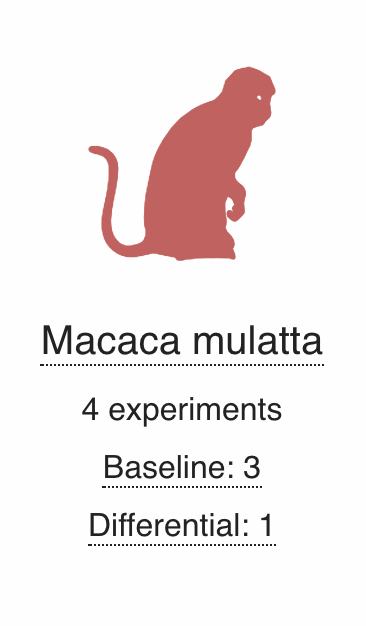 Macaca mulatta
4 experiments
Baseline: 3
Differential: 1